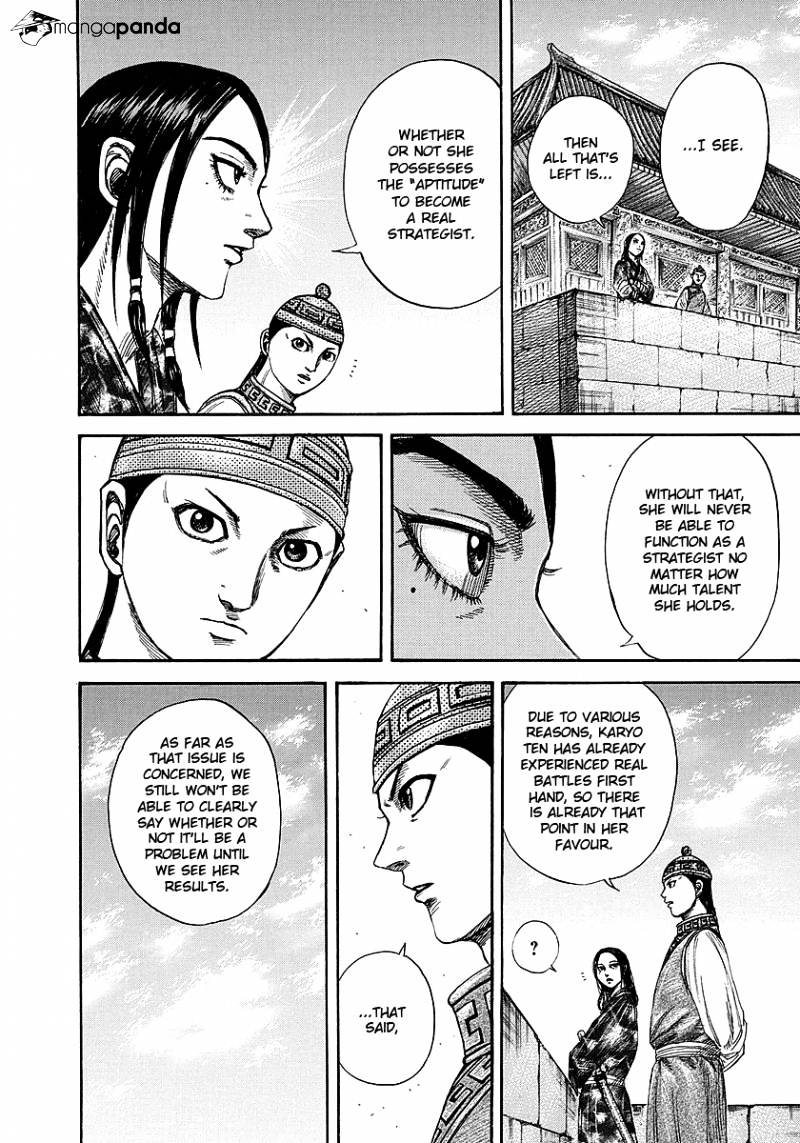 mangapanda
...I SEE.
THEN
ALL THAT'S
LEFT IS...
WHETHER
OR NOT SHE
POSSESSES
THE "APTITUDE"
TO BECOME
A REAL
STRATEGIST.
WITHOUT THAT,
SHE WILL NEVER
BE ABLE TO
FUNCTION AS A
STRATEGIST NO
MATTER HOW
MUCH TALENT
SHE HOLDS.
DUE TO VARIOUS
REASONS, KARYO
TEN HAS ALREADY
EXPERIENCED REAL
BATTLES FIRST
HAND, SO THERE
IS ALREADY THAT
POINT IN HER
FAVOUR.
?
...THAT
SAID,
AS FAR AS
THAT ISSUE IS
CONCERNED, WE
STILL WON'T BE
ABLE TO CLEARLY
SAY WHETHER OR
NOT IT'LL BE A
PROBLEM UNTIL
WE SEE HER
RESULTS.